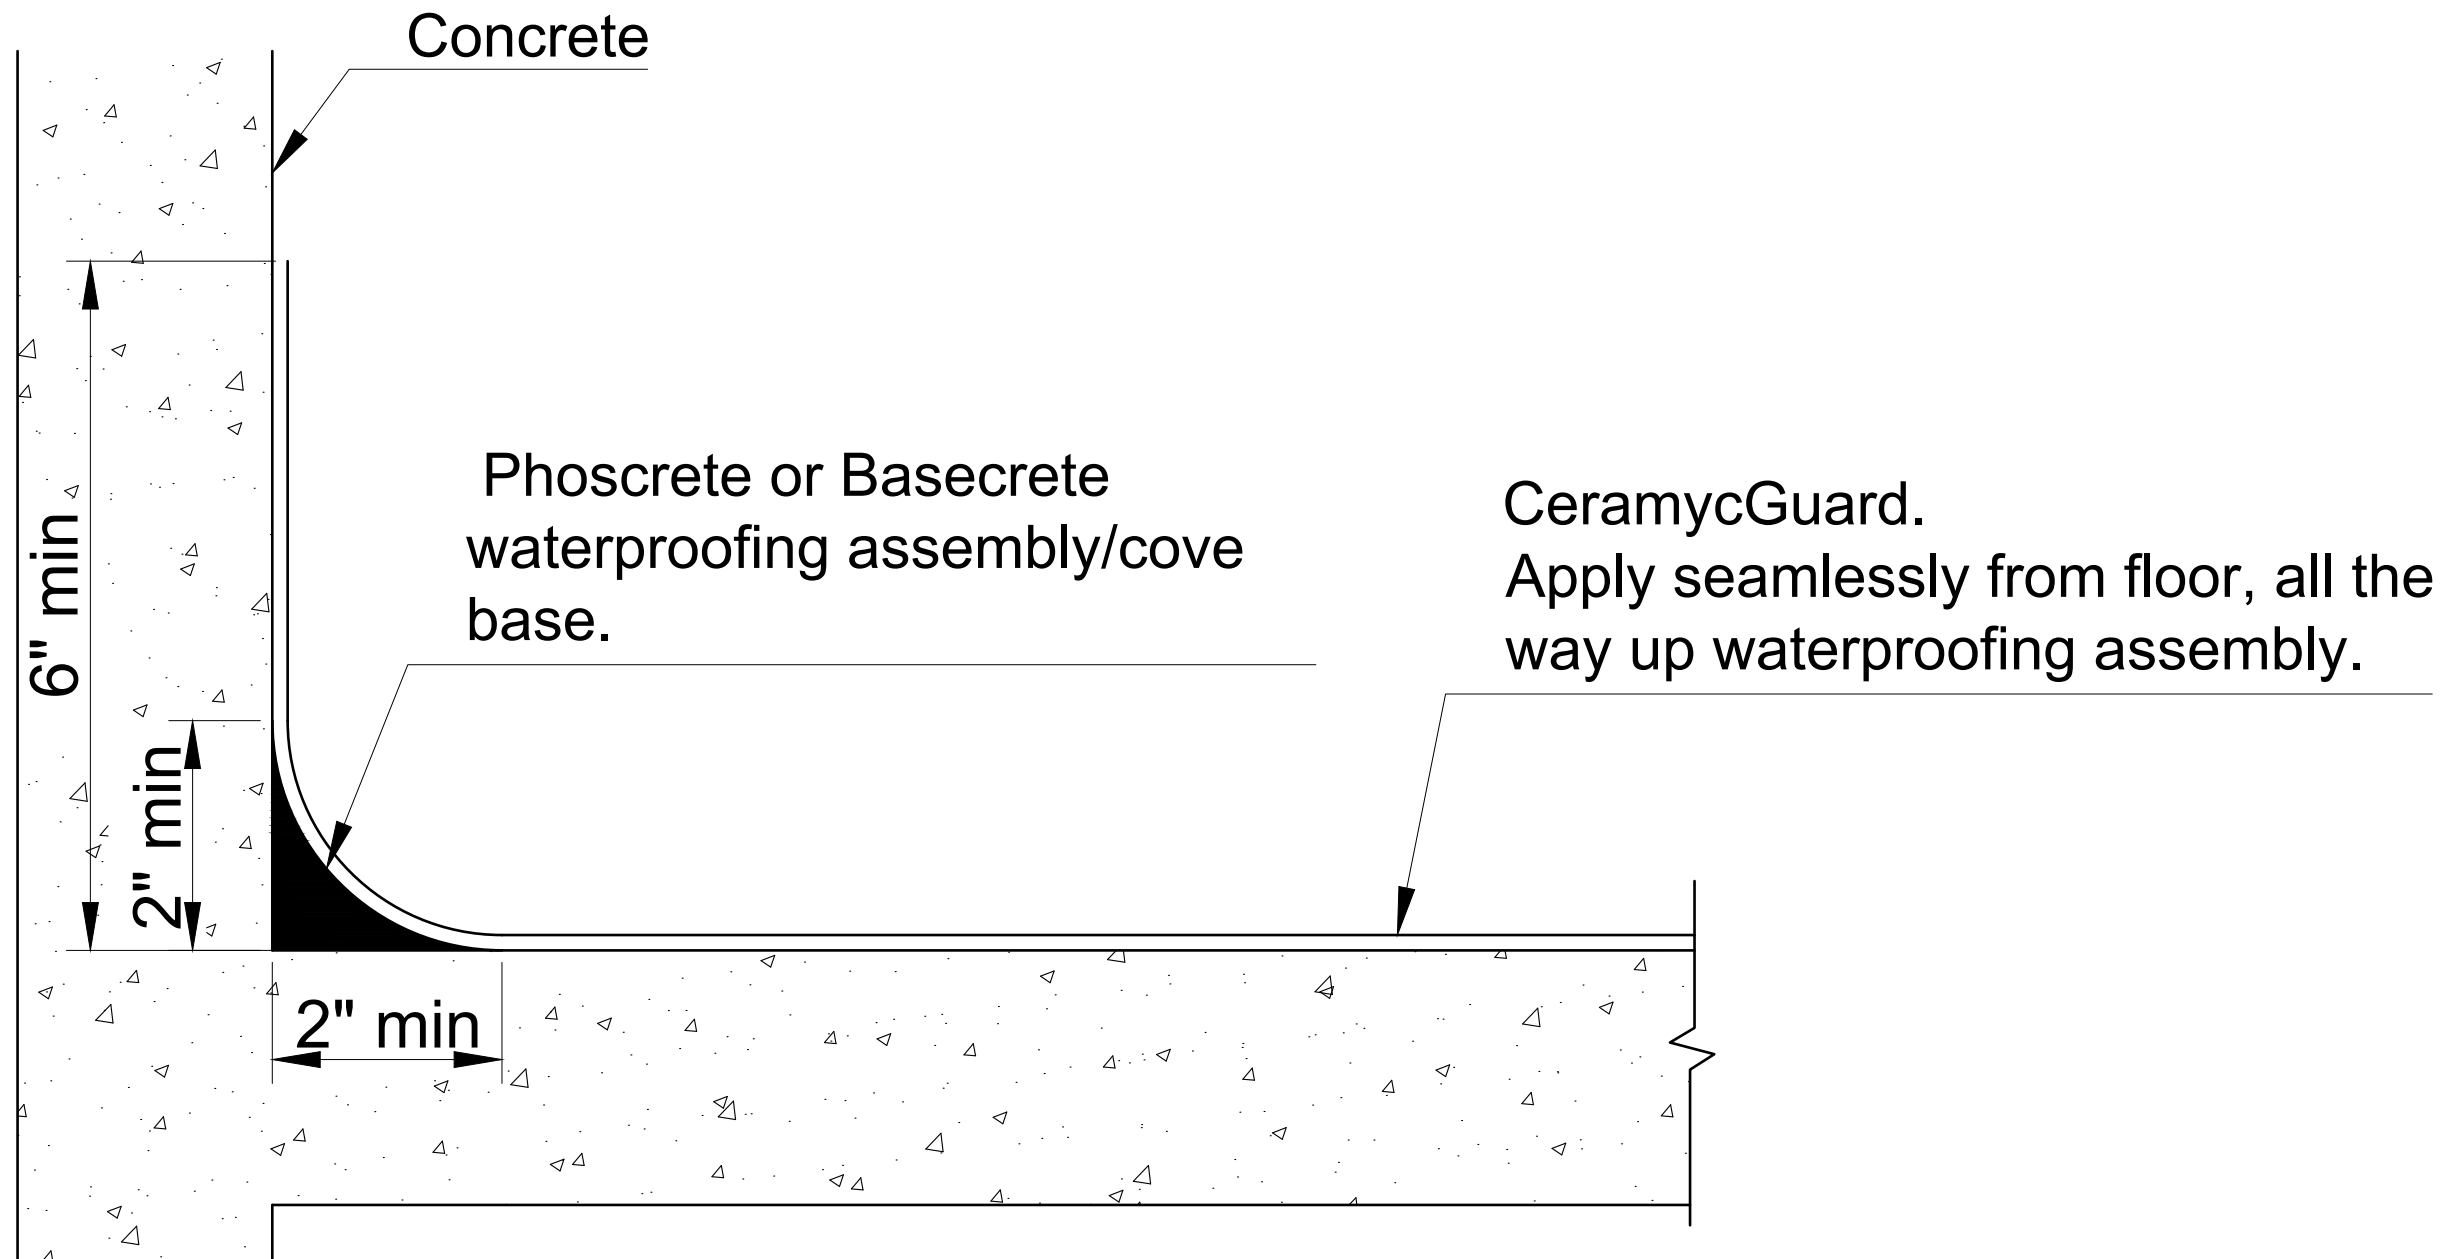 Concrete
Phoscrete or Basecrete
waterproofing assembly/cove
base.
CeramycGuard.
Apply seamlessly from floor, all the
way up waterproofing assembly.
6" min
2" min
2" min